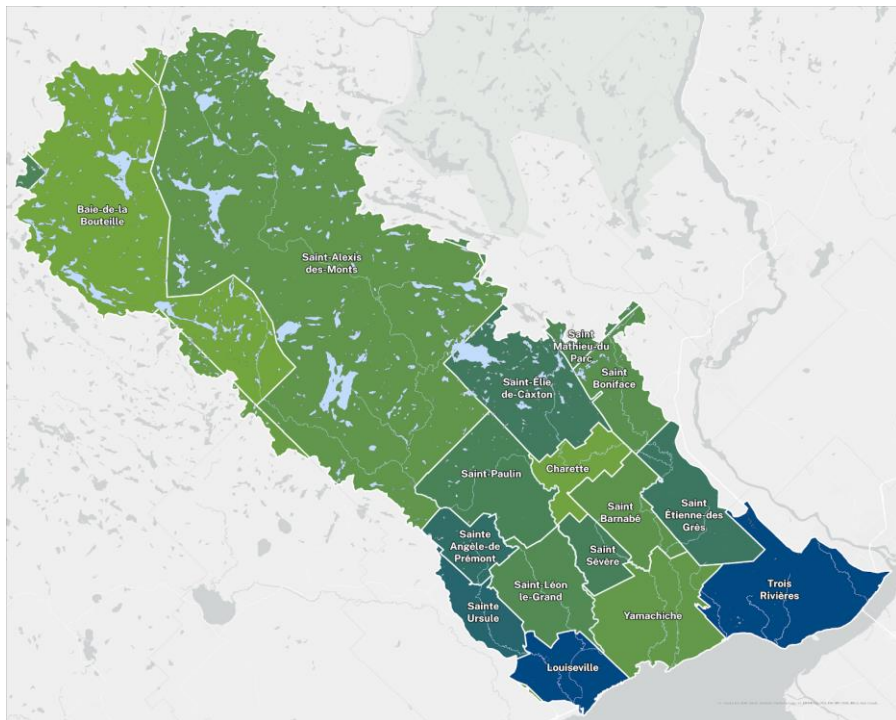 Baie-de-la
Bouteille
Saint-Alexis
des-Monts
Saint
Mathieu-du
Parc
Saint
Boniface
Saint-Élie
de-Caxton
Charette
Saint-Paulin
Saint
Barnabé
Saint
Étienne-des
Grès
Sainte
Angèle-de
Prémont
Saint
Sévère
Saint-Léon
le-Grand
Trois
Rivières
Sainte
Ursule
Yamachiche
Louiseville